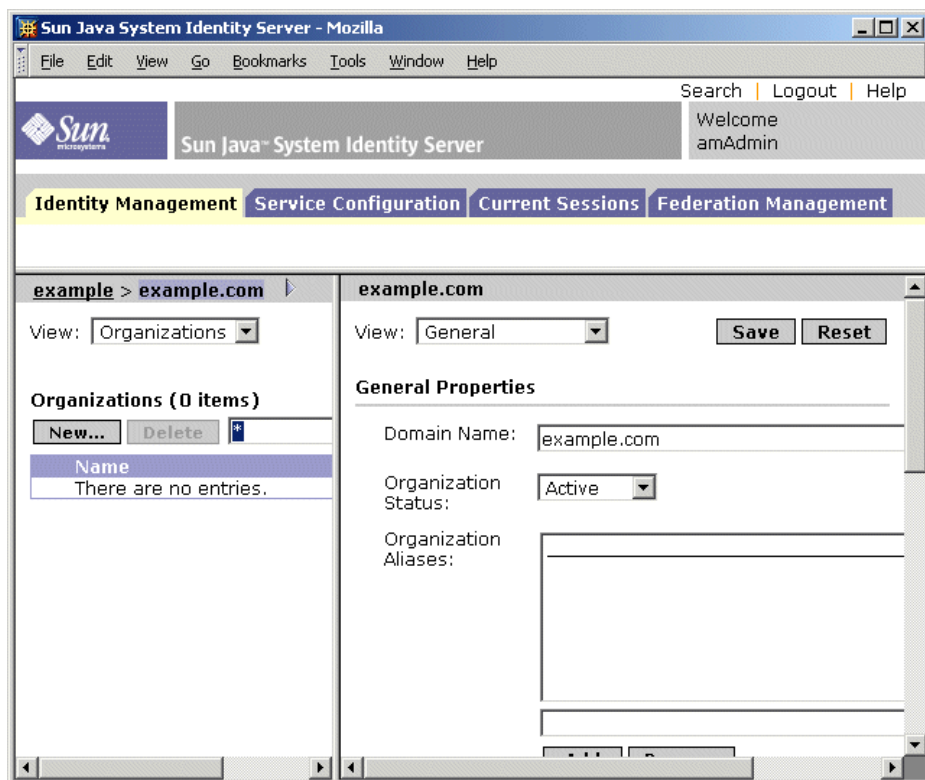 Sun Java System Identity Server - Mozilla
File Edit View Go Bookmarks Tools Window Help
Search | Logout | Help
Sun
microsystems
Sun Java™ System Identity Server
Welcome
amAdmin
Identity Management Service Configuration Current Sessions Federation Management
example > example.com
View: Organizations
Organizations (0 items)
New... Delete *
Name
There are no entries.
example.com
View: General Save Reset
General Properties
Domain Name: example.com
Organization
Status: Active
Organization
Aliases: